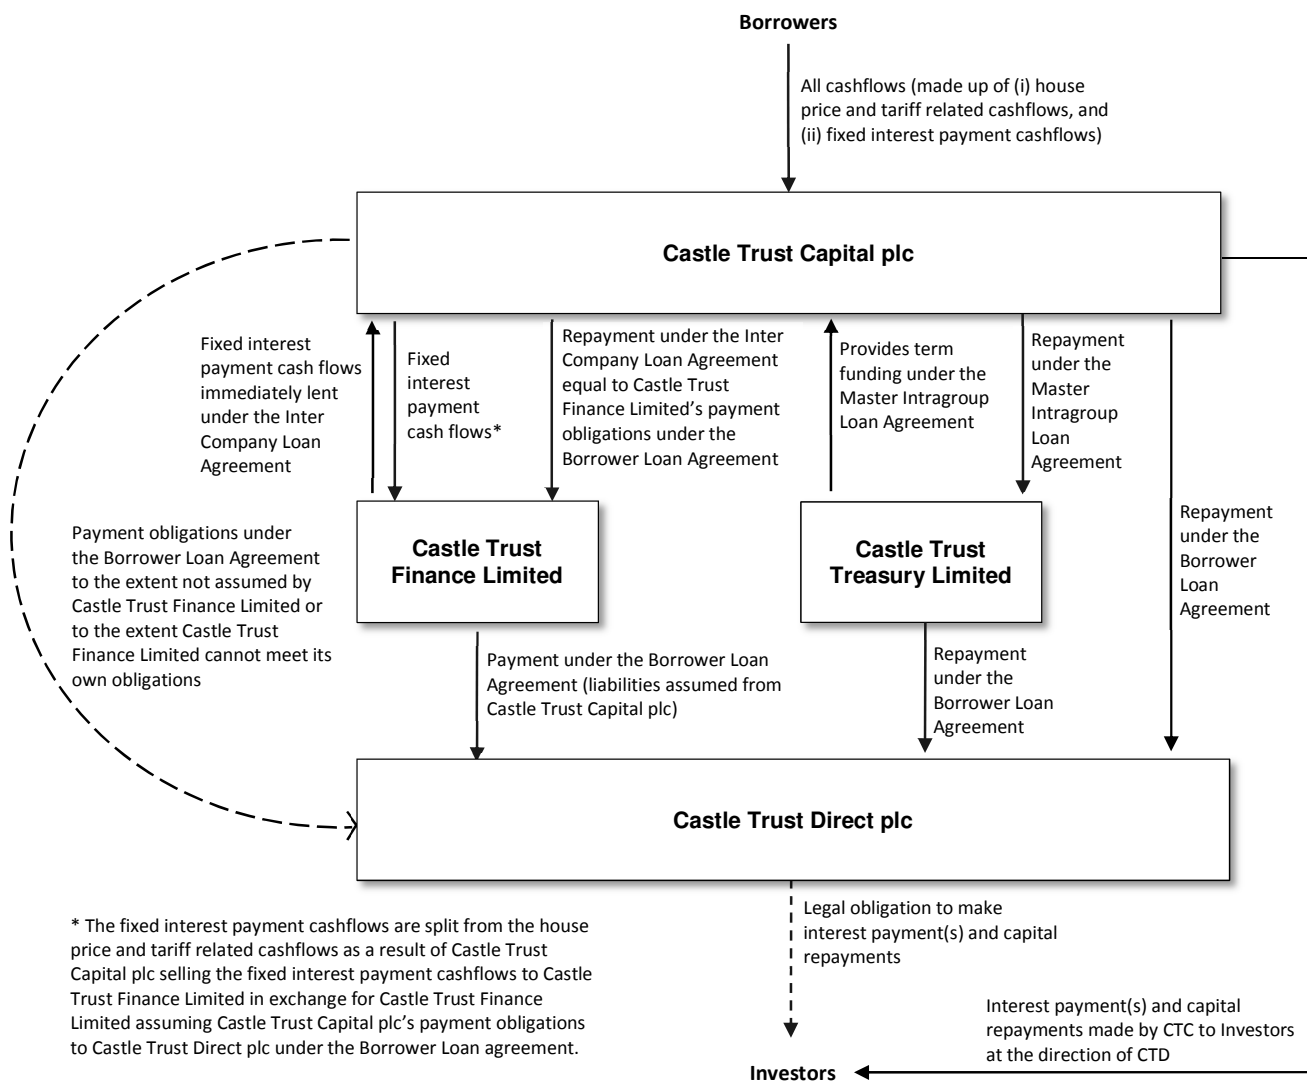 Borrowers
All cashflows (made up of (i) house
price and tariff related cashflows, and
(ii) fixed interest payment cashflows)
Castle Trust Capital plc
Fixed interest
payment cash flows
immediately lent
under the Inter
Company Loan
Agreement
Fixed
interest
payment
cash flows*
Repayment under the Inter
Company Loan Agreement
equal to Castle Trust
Finance Limited's payment
obligations under the
Borrower Loan Agreement
Provides term
funding under the
Master Intragroup
Loan Agreement
Repayment
under the
Master
Intragroup
Loan
Agreement
Repayment
under the
Borrower
Loan
Agreement
Payment obligations under
the Borrower Loan Agreement
to the extent not assumed by
Castle Trust Finance Limited or
to the extent Castle Trust
Finance Limited cannot meet its
own obligations
Castle Trust
Finance Limited
Castle Trust
Treasury Limited
Payment under the Borrower Loan
Agreement (liabilities assumed from
Castle Trust Capital plc)
Repayment
under the
Borrower Loan
Agreement
Castle Trust Direct plc
Legal obligation to make
interest payment(s) and capital
repayments
* The fixed interest payment cashflows are split from the house
price and tariff related cashflows as a result of Castle Trust
Capital plc selling the fixed interest payment cashflows to Castle
Trust Finance Limited in exchange for Castle Trust Finance
Limited assuming Castle Trust Capital plc's payment obligations
to Castle Trust Direct plc under the Borrower Loan agreement.
Interest payment(s) and capital
repayments made by CTC to Investors
at the direction of CTD
Investors